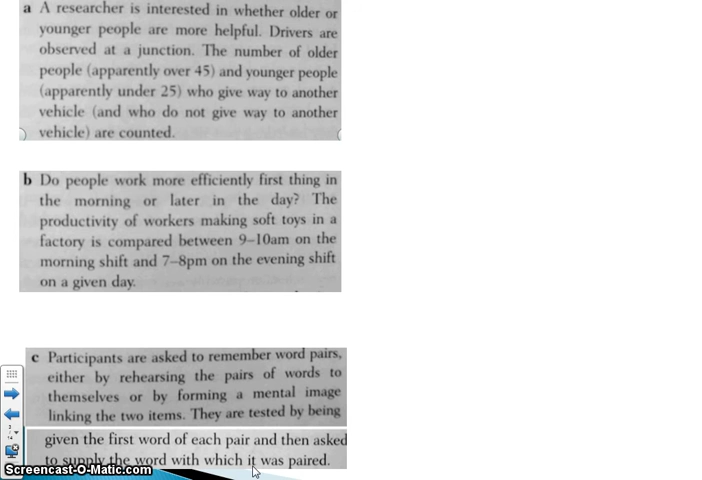 a A researcher is interested in whether older or
younger people are more helpful. Drivers are
observed at a junction. The number of older
people (apparently over 45) and younger people
(apparently under 25) who give way to another
vehicle (and who do not give way to another
vehicle) are counted.
b Do people work more efficiently first thing in
the morning or later in the day? The
productivity of workers making soft toys in a
factory is compared between 9–10am on the
morning shift and 7–8pm on the evening shift
on a given day.
c Participants are asked to remember word pairs,
either by rehearsing the pairs of words to
themselves or by forming a mental image
linking the two items. They are tested by being
given the first word of each pair and then asked
to supply the word with which it was paired.
Screencast-O-Matic.com